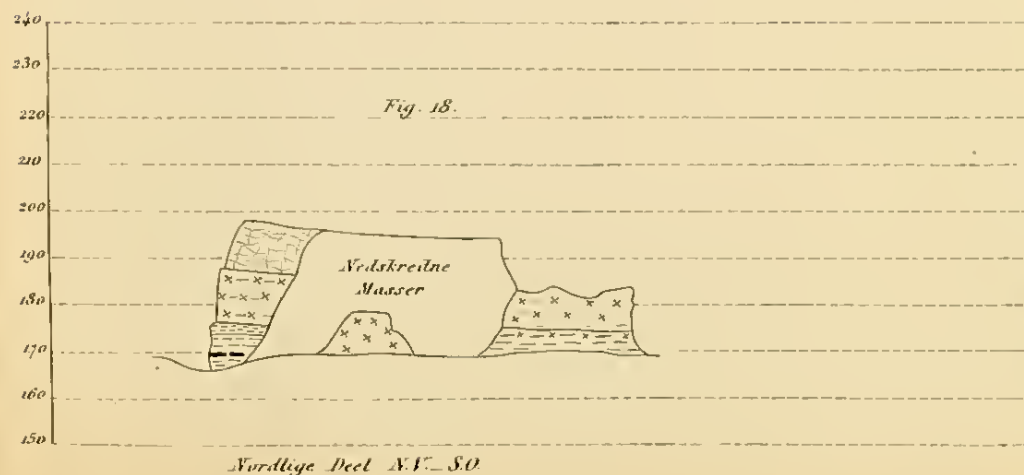 240
230
Fig. 18.
220
210
200
190
Nedskredne
Masser
180
170
160
150
Nordlige Deel N.V. _ S.O.